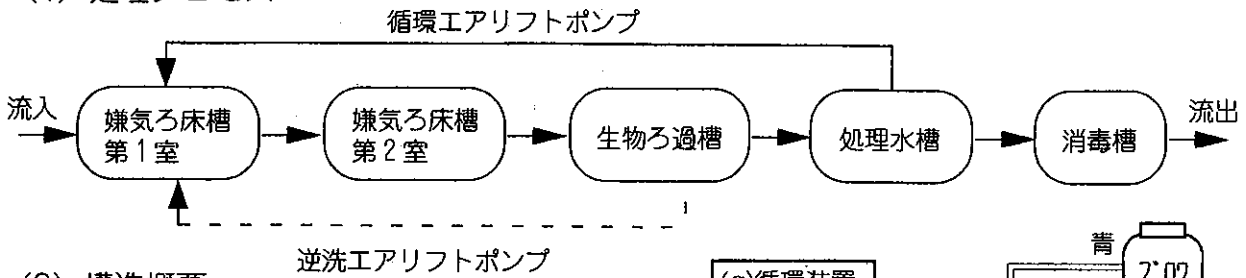 循環エアリフトポンプ
流入
嫌気ろ床槽
第1室
嫌気ろ床槽
第2室
生物ろ過槽
処理水槽
消毒槽
流出
逆洗エアリフトポンプ
青